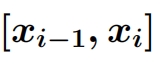 [x_{i-1}, x_i]